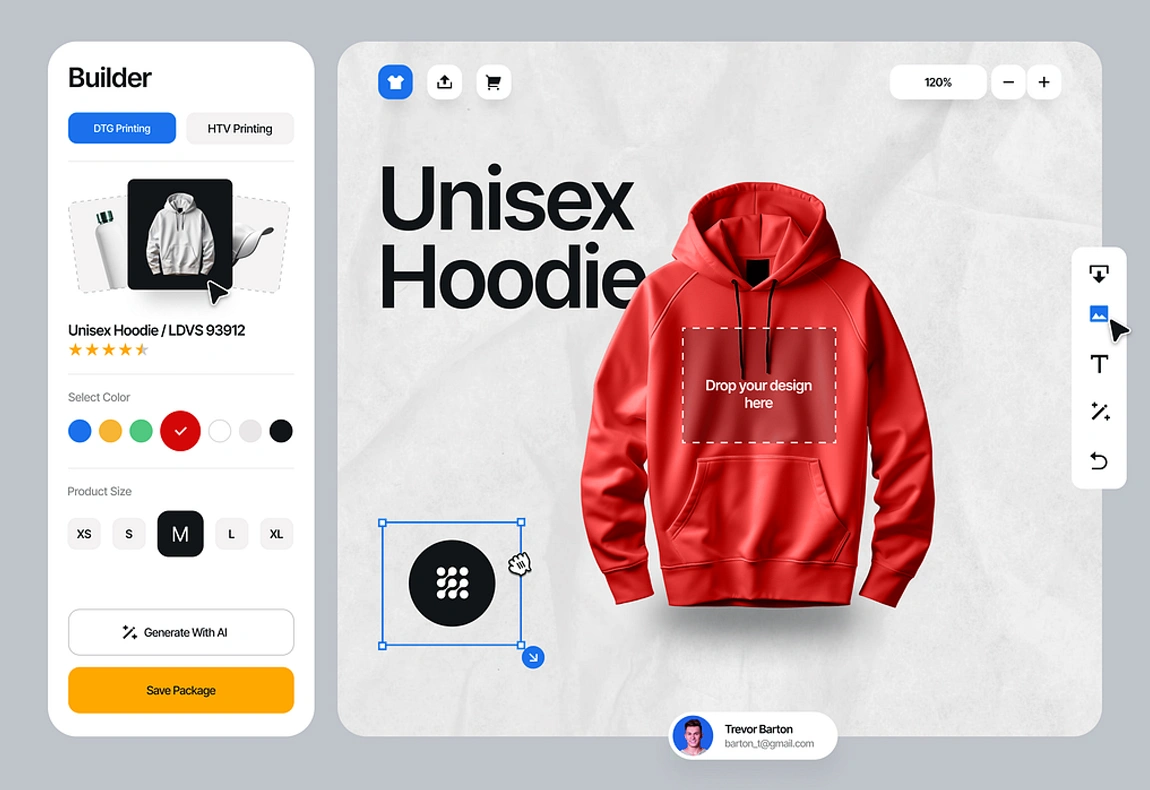 Builder
DTG Printing
HTV Printing
Unisex Hoodie / LDVS 93912
Select Color
Product Size
XS
S
M
L
XL
Generate With AI
Save Package
120%
Unisex
Hoodie
Drop your design
here
Trevor Barton
barton_t@gmail.com